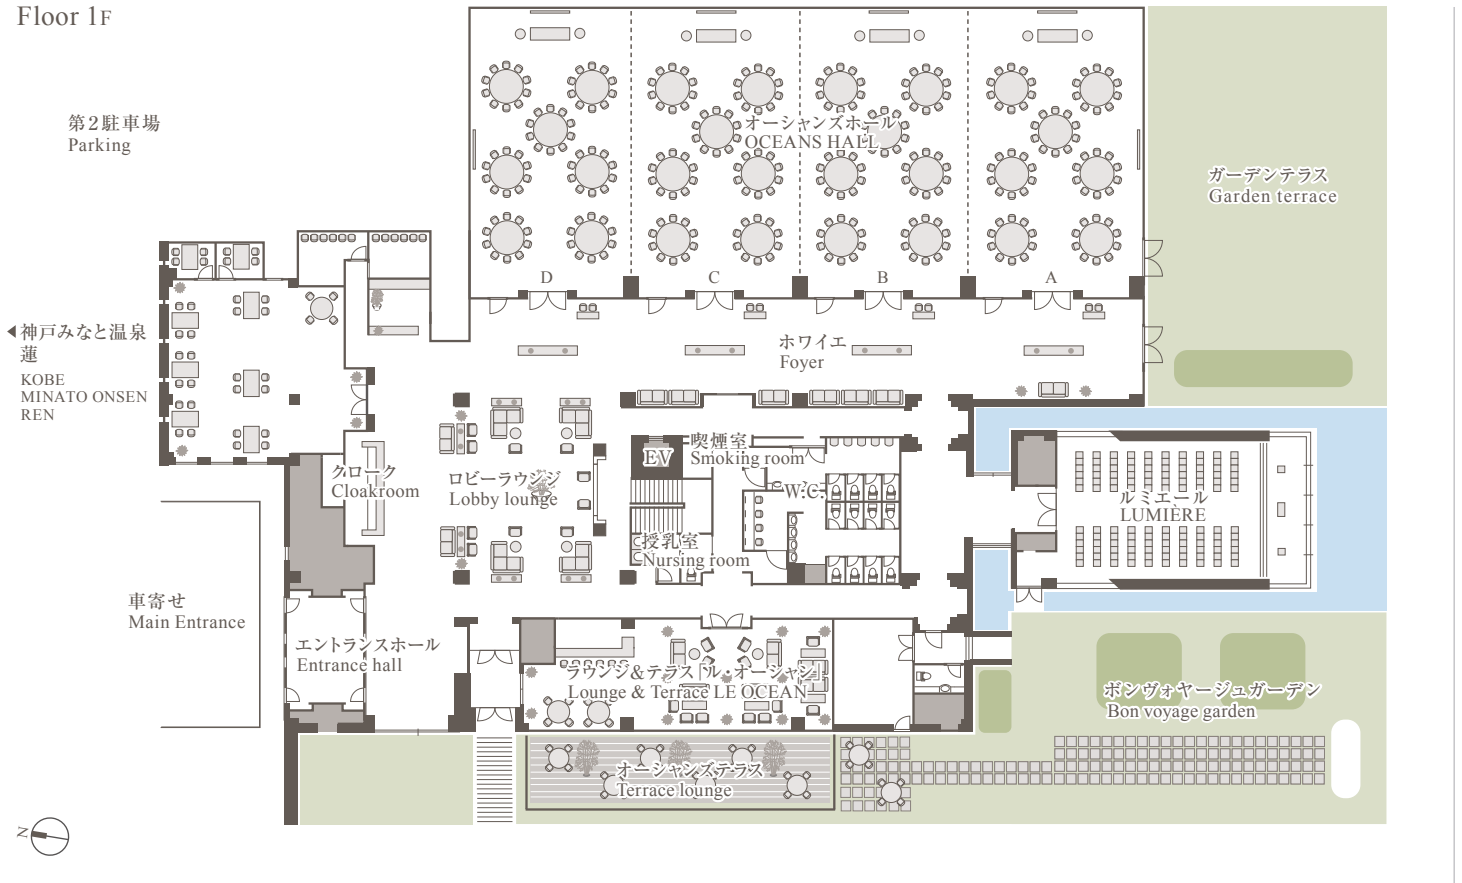 Floor 1F
第2駐車場
Parking
オーシャンズホール
OCEANS HALL
ガーデンテラス
Garden terrace
D
C
B
A
◀神戸みなと温泉
蓮
KOBE
MINATO ONSEN
REN
ホワイエ
Foyer
クローク
Cloakroom
ロビーラウンジ
Lobby lounge
EV
喫煙室
Smoking room
W.C.
授乳室
Nursing room
ルミエール
LUMIÈRE
車寄せ
Main Entrance
エントランスホール
Entrance hall
ラウンジ&テラス「ル・オーシャン」
Lounge & Terrace LE OCEAN
ボンヴォヤージュガーデン
Bon voyage garden
オーシャンズテラス
Terrace lounge
N